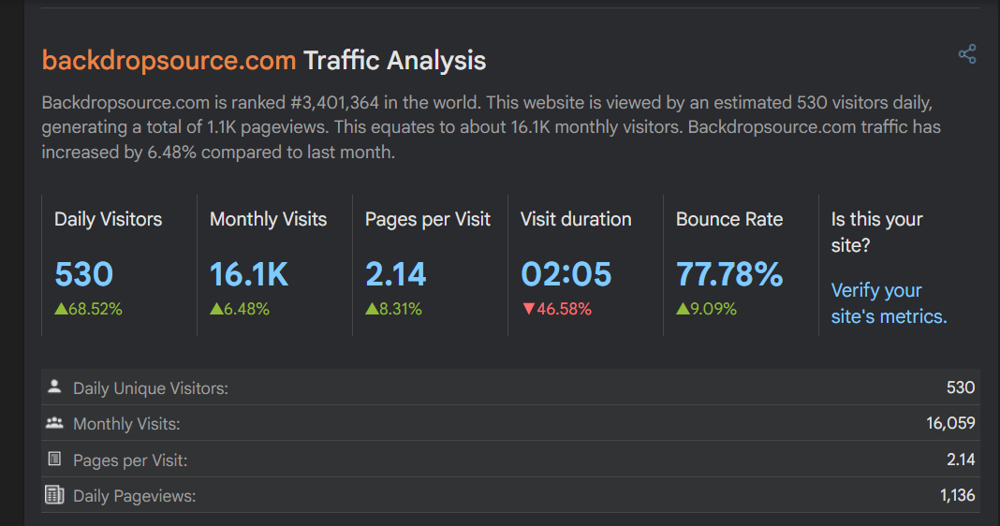 backdropsource.com Traffic Analysis
Backdropsource.com is ranked #3,401,364 in the world. This website is viewed by an estimated 530 visitors daily,
generating a total of 1.1K pageviews. This equates to about 16.1K monthly visitors. Backdropsource.com traffic has
increased by 6.48% compared to last month.
Daily Visitors
530
▲68.52%
Monthly Visits
16.1K
▲6.48%
Pages per Visit
2.14
▲8.31%
Visit duration
02:05
▼46.58%
Bounce Rate
77.78%
▲9.09%
Is this your
site?
Verify your
site's metrics.
Daily Unique Visitors: 530
Monthly Visits: 16,059
Pages per Visit: 2.14
Daily Pageviews: 1,136